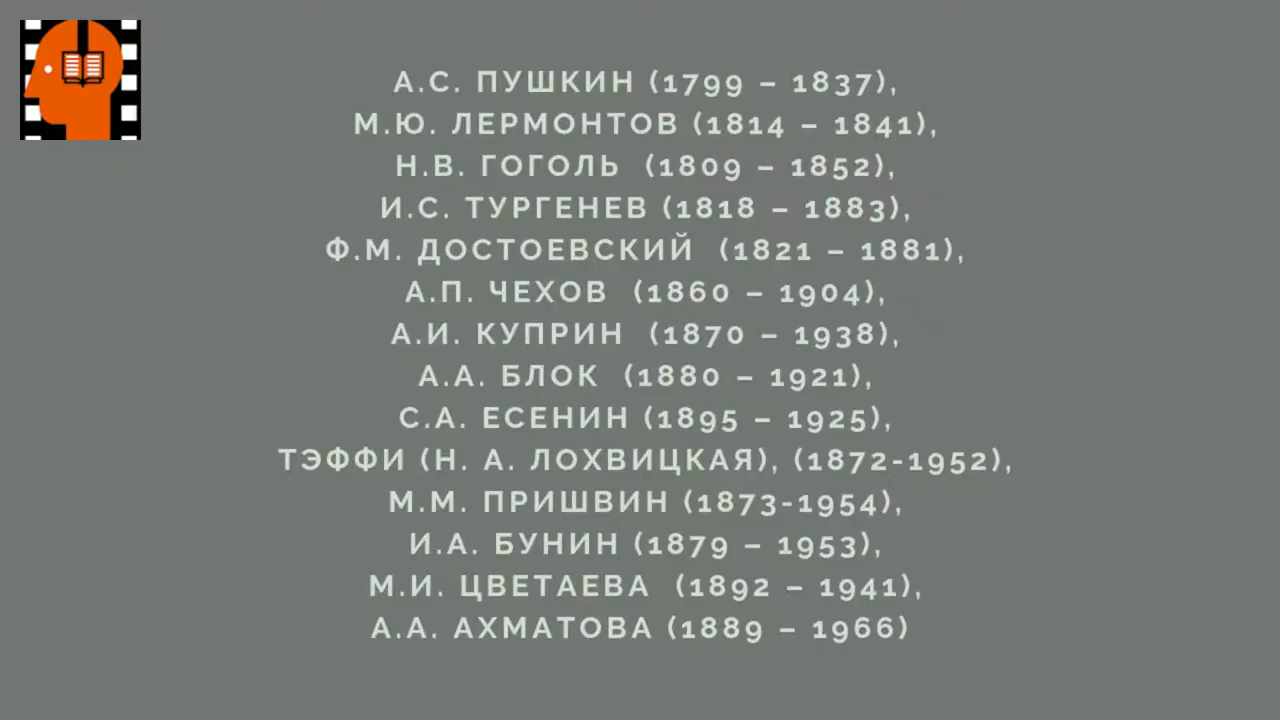 А.С. ПУШКИН (1799 – 1837),
М.Ю. ЛЕРМОНТОВ (1814 – 1841),
Н.В. ГОГОЛЬ (1809 – 1852),
И.С. ТУРГЕНЕВ (1818 – 1883),
Ф.М. ДОСТОЕВСКИЙ (1821 – 1881),
А.П. ЧЕХОВ (1860 – 1904),
А.И. КУПРИН (1870 – 1938),
А.А. БЛОК (1880 – 1921),
С.А. ЕСЕНИН (1895 – 1925),
ТЭФФИ (Н. А. ЛОХВИЦКАЯ), (1872-1952),
М.М. ПРИШВИН (1873-1954),
И.А. БУНИН (1879 – 1953),
М.И. ЦВЕТАЕВА (1892 – 1941),
А.А. АХМАТОВА (1889 – 1966)